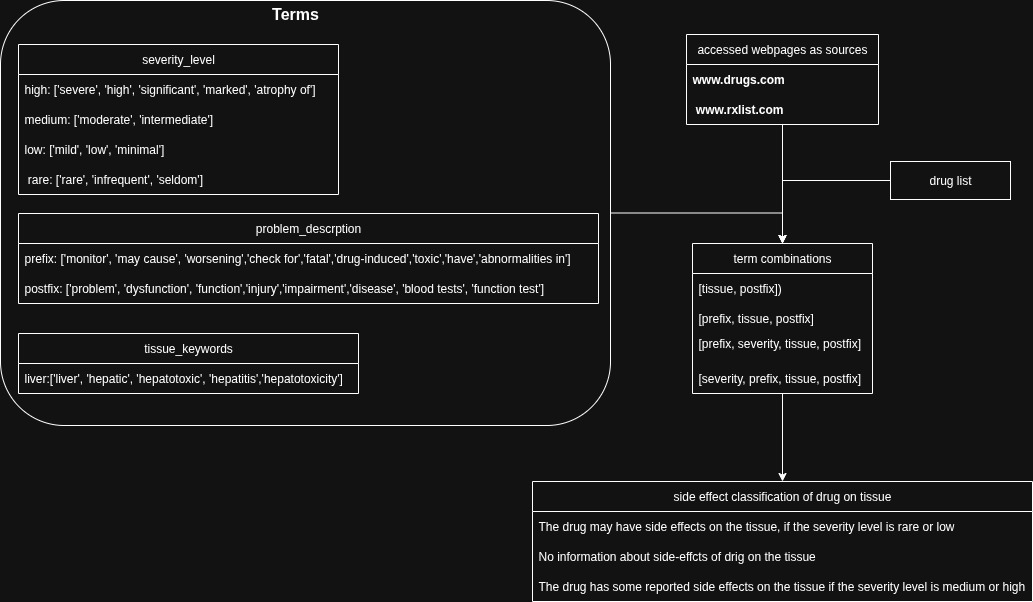 Terms
severity_level
high: ['severe', 'high', 'significant', 'marked', 'atrophy of']
medium: ['moderate', 'intermediate']
low: ['mild', 'low', 'minimal']
rare: ['rare', 'infrequent', 'seldom']
problem_descrption
prefix: ['monitor', 'may cause', 'worsening','check for','fatal','drug-induced','toxic','have','abnormalities in']
postfix: ['problem', 'dysfunction', 'function','injury','impairment','disease', 'blood tests', 'function test']
tissue_keywords
liver:['liver', 'hepatic', 'hepatotoxic', 'hepatitis','hepatotoxicity']
accessed webpages as sources
www.drugs.com
www.rxlist.com
drug list
term combinations
[tissue, postfix])
[prefix, tissue, postfix]
[prefix, severity, tissue, postfix]
[severity, prefix, tissue, postfix]
side effect classification of drug on tissue
The drug may have side effects on the tissue, if the severity level is rare or low
No information about side-effcts of drig on the tissue
The drug has some reported side effects on the tissue if the severity level is medium or high